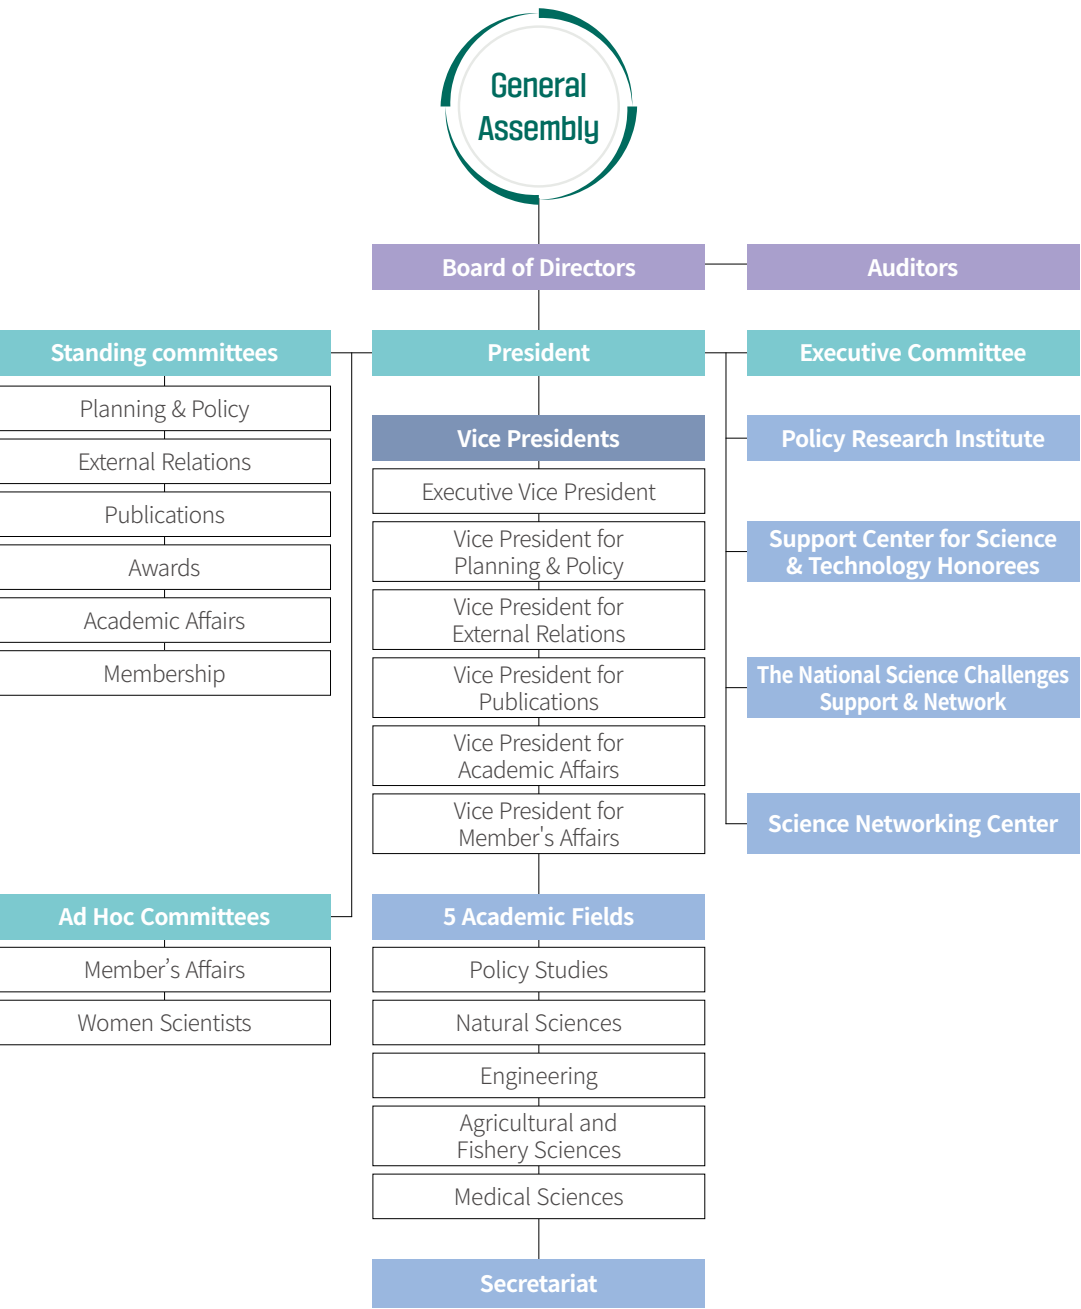 General
Assembly
Board of Directors
Auditors
Standing committees
President
Executive Committee
Planning & Policy
External Relations
Publications
Awards
Academic Affairs
Membership
Vice Presidents
Executive Vice President
Vice President for
Planning & Policy
Vice President for
External Relations
Vice President for
Publications
Vice President for
Academic Affairs
Vice President for
Member's Affairs
Policy Research Institute
Support Center for Science
& Technology Honorees
The National Science Challenges
Support & Network
Science Networking Center
Ad Hoc Committees
Member’s Affairs
Women Scientists
5 Academic Fields
Policy Studies
Natural Sciences
Engineering
Agricultural and
Fishery Sciences
Medical Sciences
Secretariat